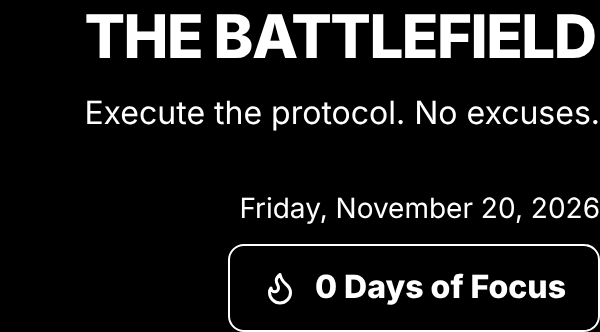 THE BATTLEFIELD
Execute the protocol. No excuses.
Friday, November 20, 2026
0 Days of Focus